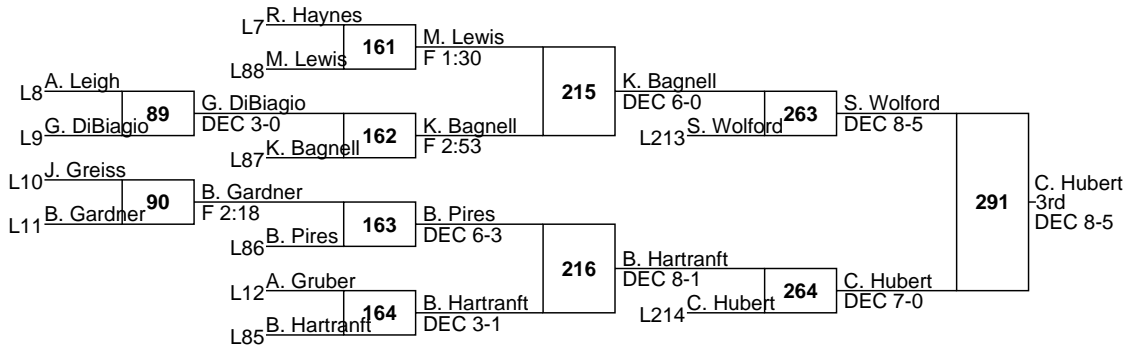 L7 R. Haynes
161
L88 M. Lewis
M. Lewis
F 1:30
L8 A. Leigh
89
L9 G. DiBiagio
G. DiBiagio
DEC 3-0
162
L87 K. Bagnell
K. Bagnell
F 2:53
215
K. Bagnell
DEC 6-0
L213 S. Wolford
263
S. Wolford
DEC 8-5
L10 J. Greiss
90
L11 B. Gardner
B. Gardner
F 2:18
163
L86 B. Pires
B. Pires
DEC 6-3
L12 A. Gruber
164
L85 B. Hartranft
B. Hartranft
DEC 3-1
216
B. Hartranft
DEC 8-1
L214 C. Hubert
264
C. Hubert
DEC 7-0
291
C. Hubert
3rd
DEC 8-5